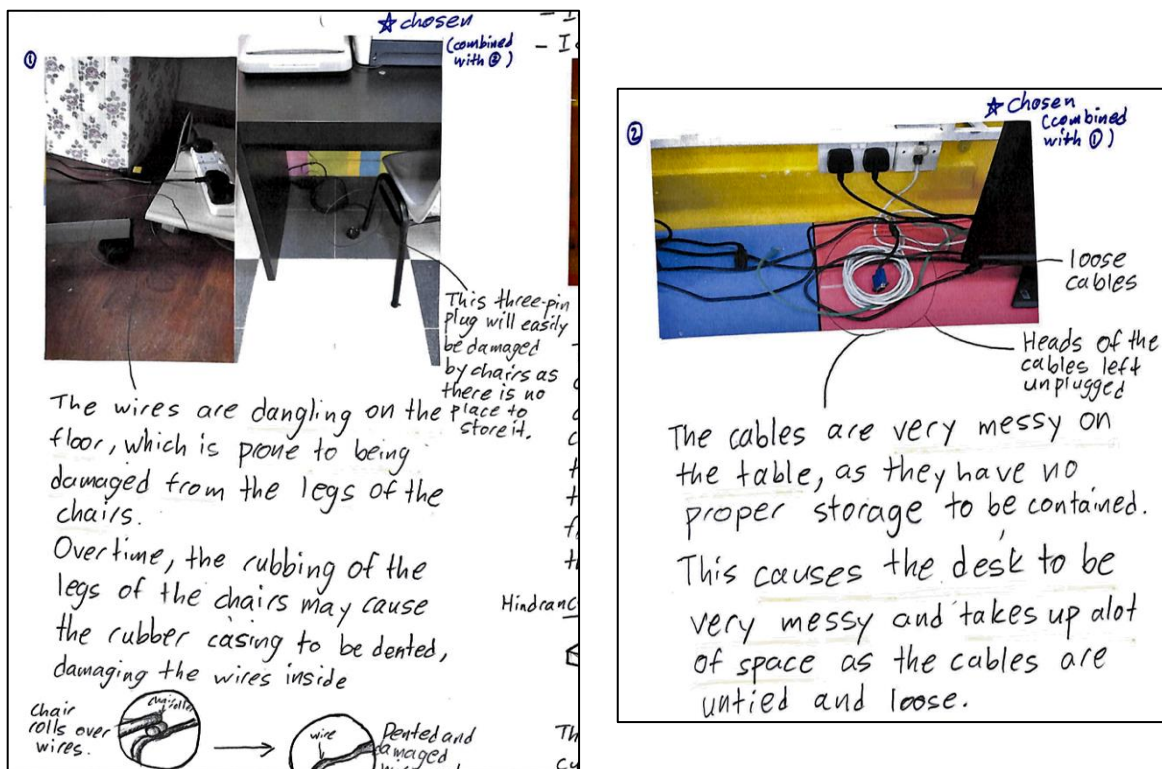 ☆ chosen
(combined
with ②)
①
This three-pin
plug will easily
be damaged
by chairs as
there is no
place to
store it.
The wires are dangling on the
floor, which is prone to being
damaged from the legs of the
chairs.
Overtime, the rubbing of the
legs of the chairs may cause
the rubber casing to be dented,
damaging the wires inside
Chair
rolls over
wires.
chair roller
wire
Dented and
damaged
Hindranc
Th
②
☆ chosen
(combined
with ①)
loose
cables
Heads of the
cables left
unplugged
The cables are very messy on
the table, as they have no
proper storage to be contained.
This causes the desk to be
very messy and takes up alot
of space as the cables are
untied and loose.